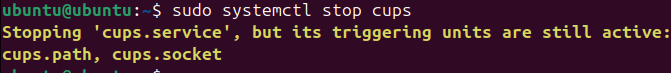 ubuntu@ubuntu:~$ sudo systemctl stop cups
Stopping 'cups.service', but its triggering units are still active:
cups.path, cups.socket